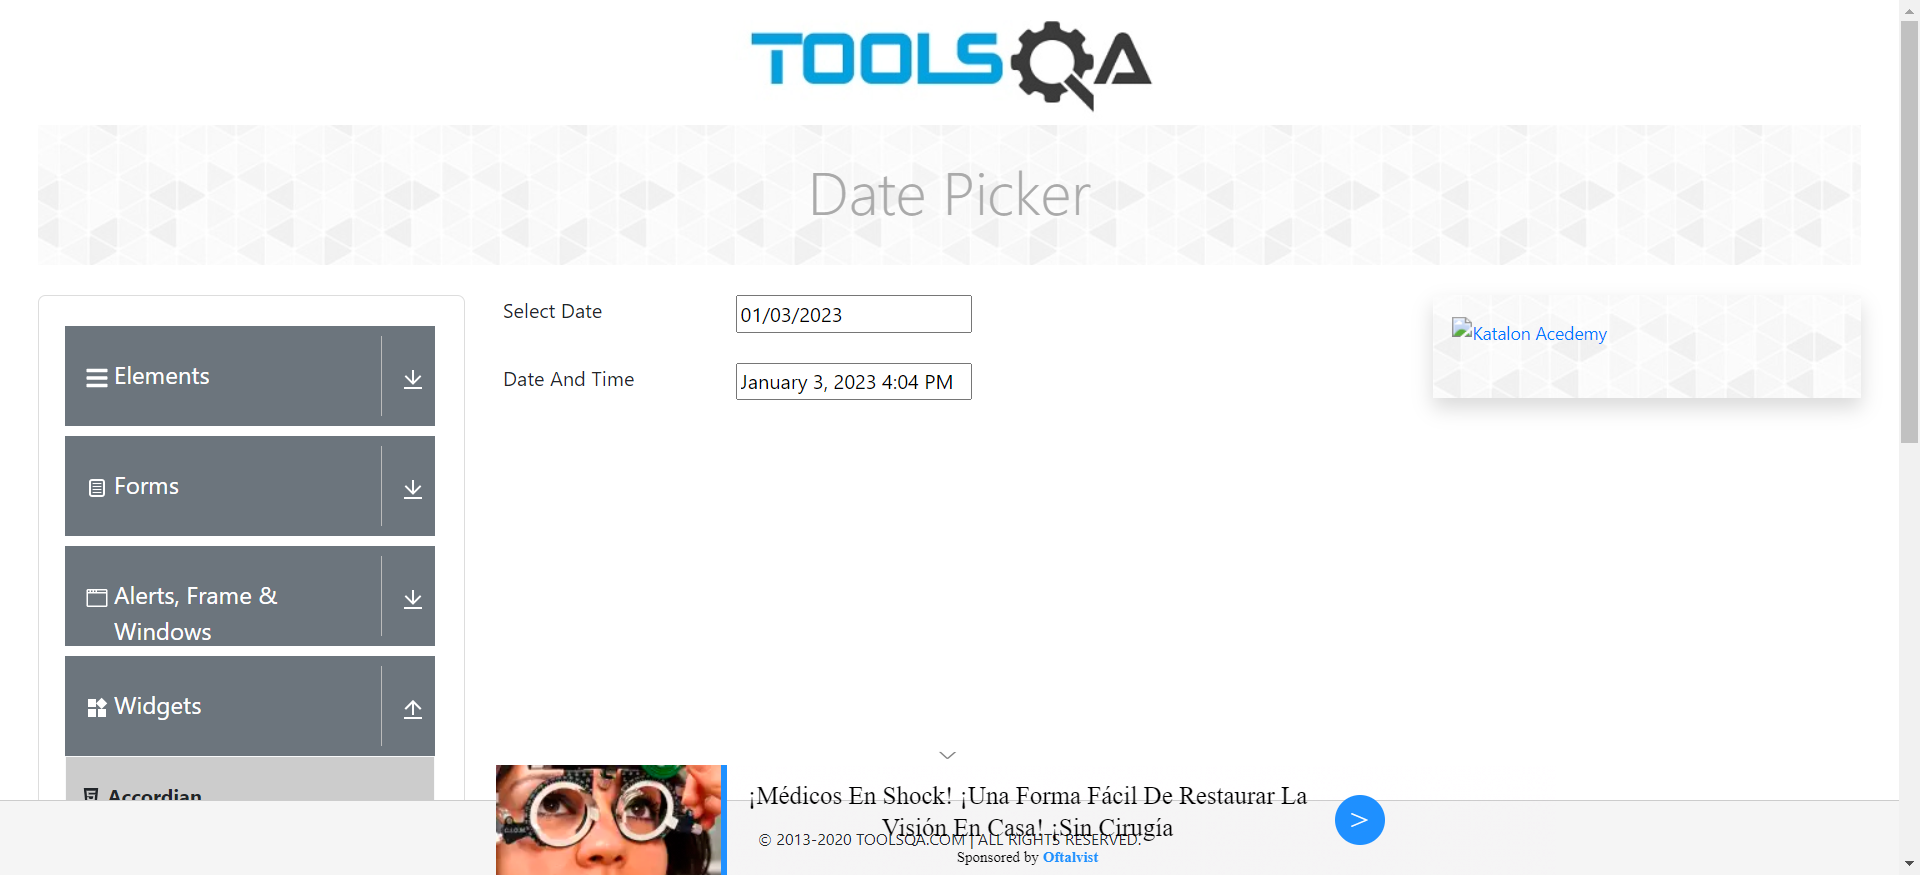 TOOLSQA
Date Picker
Elements
Forms
Alerts, Frame &
Windows
Widgets
Accordian
Select Date
01/03/2023
Date And Time
January 3, 2023 4:04 PM
Katalon Acedemy
¡Médicos En Shock! ¡Una Forma Fácil De Restaurar La
Visión En Casa! ¡Sin Cirugía
© 2013-2020 TOOLSQA.COM | ALL RIGHTS RESERVED.
Sponsored by Oftalvist